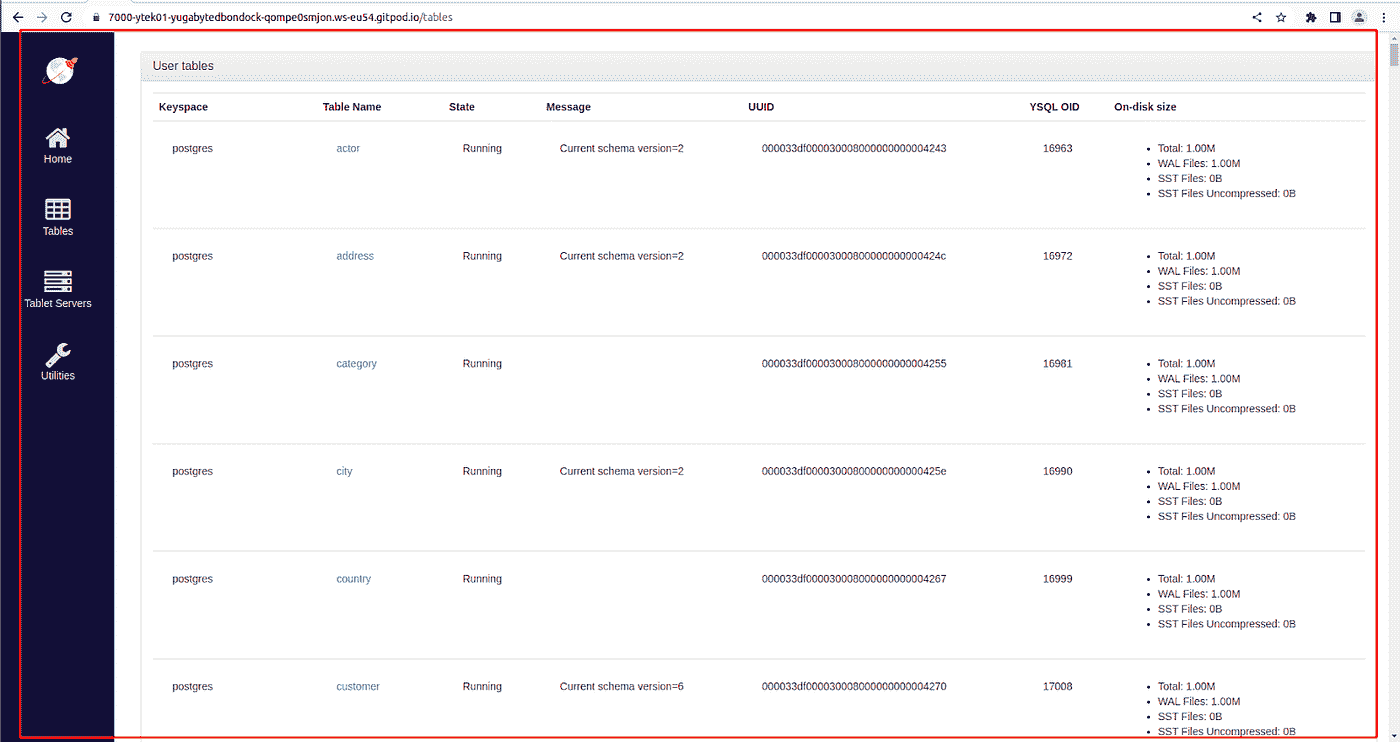 7000-ytek01-yugabytedbondock-qompe0smjon.ws-eu54.gitpod.io/tables
Home
Tables
Tablet Servers
Utilities
User tables
Keyspace Table Name State Message UUID YSQL OID On-disk size
postgres actor Running Current schema version=2 000033df000030008000000000004243 16963 • Total: 1.00M
• WAL Files: 1.00M
• SST Files: 0B
• SST Files Uncompressed: 0B
postgres address Running Current schema version=2 000033df00003000800000000000424c 16972 • Total: 1.00M
• WAL Files: 1.00M
• SST Files: 0B
• SST Files Uncompressed: 0B
postgres category Running 000033df000030008000000000004255 16981 • Total: 1.00M
• WAL Files: 1.00M
• SST Files: 0B
• SST Files Uncompressed: 0B
postgres city Running Current schema version=2 000033df00003000800000000000425e 16990 • Total: 1.00M
• WAL Files: 1.00M
• SST Files: 0B
• SST Files Uncompressed: 0B
postgres country Running 000033df000030008000000000004267 16999 • Total: 1.00M
• WAL Files: 1.00M
• SST Files: 0B
• SST Files Uncompressed: 0B
postgres customer Running Current schema version=6 000033df000030008000000000004270 17008 • Total: 1.00M
• WAL Files: 1.00M
• SST Files: 0B
• SST Files Uncompressed: 0B